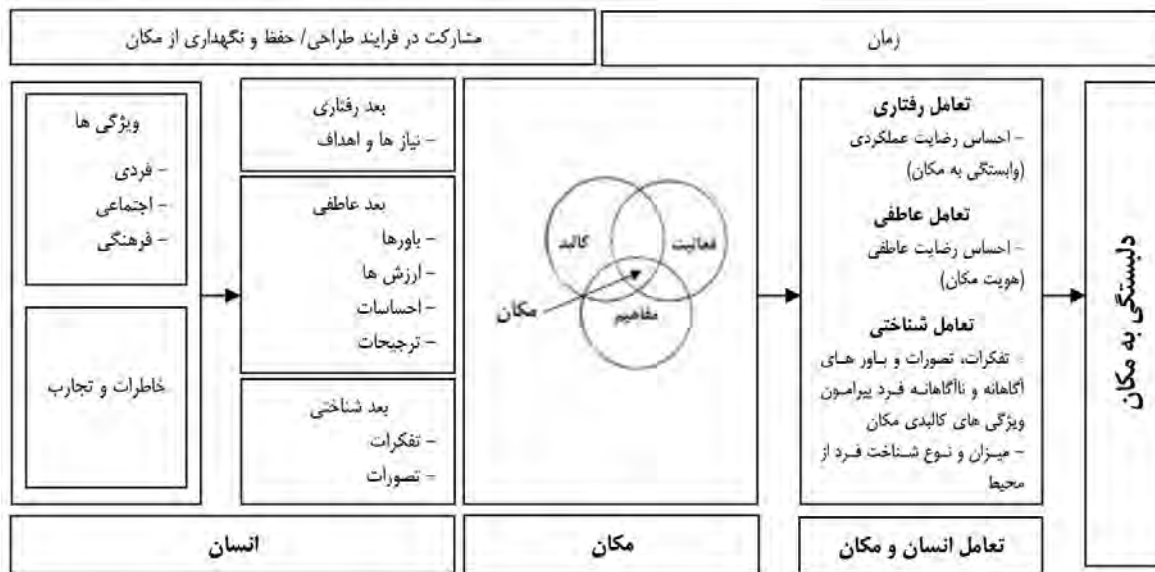 مشارکت در فرایند طراحی/ حفظ و نگهداری از مکان
زمان
ویژگی ها
- فردی
- اجتماعی
- فرهنگی
خاطرات و تجارب
بعد رفتاری
- نیاز ها و اهداف
بعد عاطفی
- باورها
- ارزش ها
- احساسات
- ترجیحات
بعد شناختی
- تفکرات
- تصورات
کالبد
فعالیت
مفاهیم
مکان
تعامل رفتاری
- احساس رضایت عملکردی
(وابستگی به مکان)
تعامل عاطفی
- احساس رضایت عاطفی
(هویت مکان)
تعامل شناختی
- تفکرات، تصورات و باور های
آگاهانه و ناآگاهانه فرد پیرامون
ویژگی های کالبدی مکان
- میزان و نوع شناخت فرد از
محیط
دلبستگی به مکان
انسان
مکان
تعامل انسان و مکان